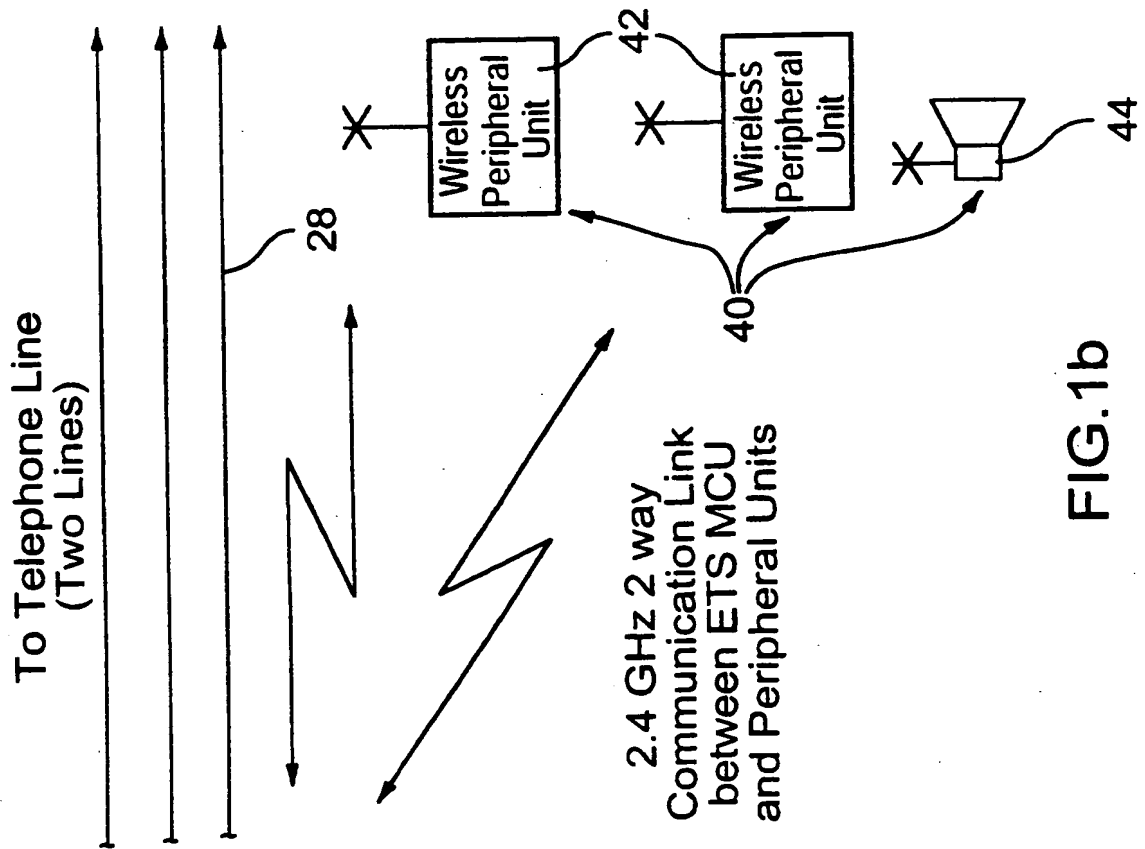 To Telephone Line
(Two Lines)
28
Wireless
Peripheral
Unit
42
Wireless
Peripheral
Unit
40
44
2.4 GHz 2 way
Communication Link
between ETS MCU
and Peripheral Units
FIG.1b